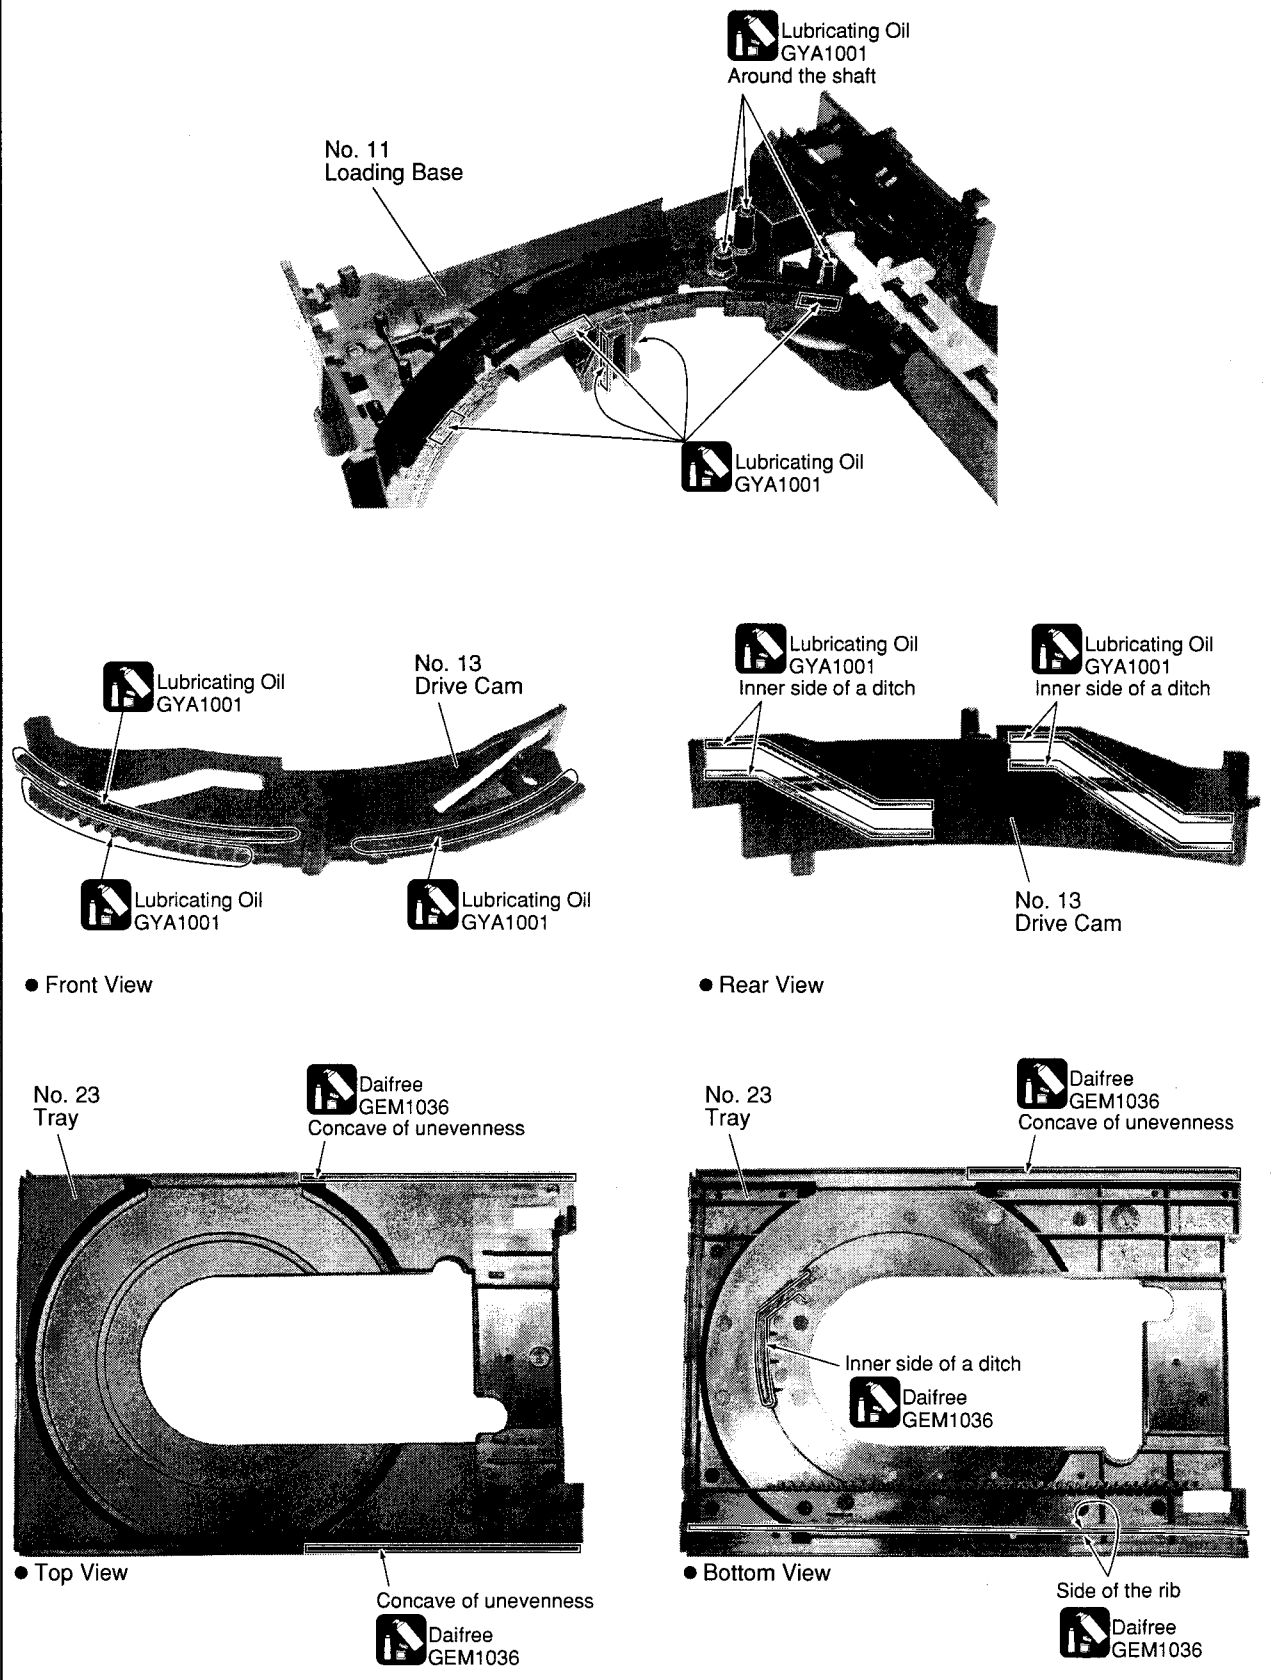 Lubricating Oil
GYA1001
Around the shaft
No. 11
Loading Base
Lubricating Oil
GYA1001
Lubricating Oil
GYA1001
No. 13
Drive Cam
Lubricating Oil
GYA1001
Lubricating Oil
GYA1001
● Front View
Lubricating Oil
GYA1001
Inner side of a ditch
Lubricating Oil
GYA1001
Inner side of a ditch
No. 13
Drive Cam
● Rear View
No. 23
Tray
Daifree
GEM1036
Concave of unevenness
● Top View
Concave of unevenness
Daifree
GEM1036
No. 23
Tray
Daifree
GEM1036
Concave of unevenness
Inner side of a ditch
Daifree
GEM1036
● Bottom View
Side of the rib
Daifree
GEM1036